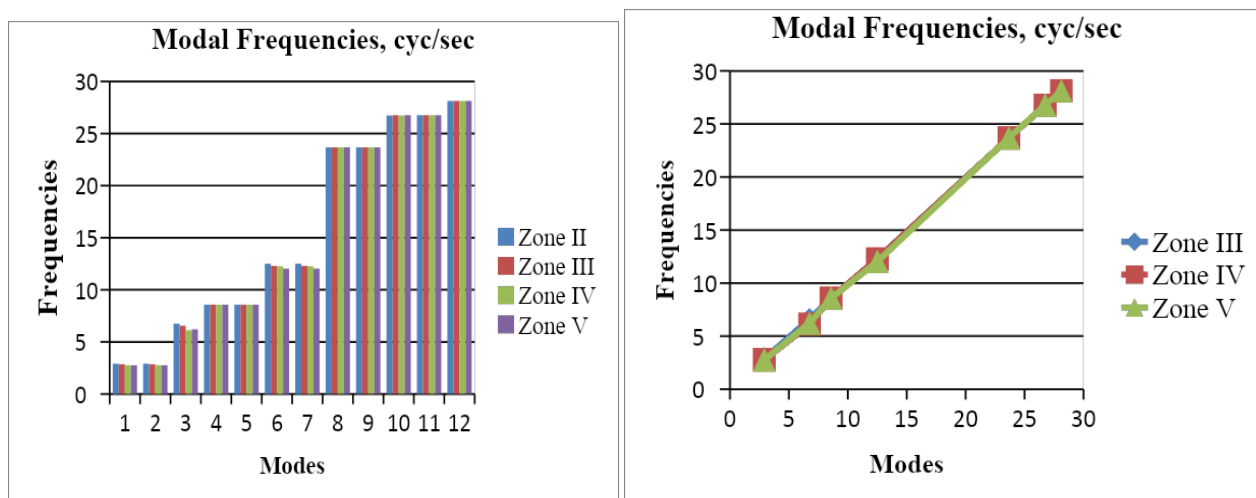 Modal Frequencies, cyc/sec
30
25
20
15
10
5
0
Frequencies
1 2 3 4 5 6 7 8 9 10 11 12
Modes
Zone II
Zone III
Zone IV
Zone V
Modal Frequencies, cyc/sec
30
25
20
15
10
5
0
Frequencies
0 5 10 15 20 25 30
Modes
Zone III
Zone IV
Zone V